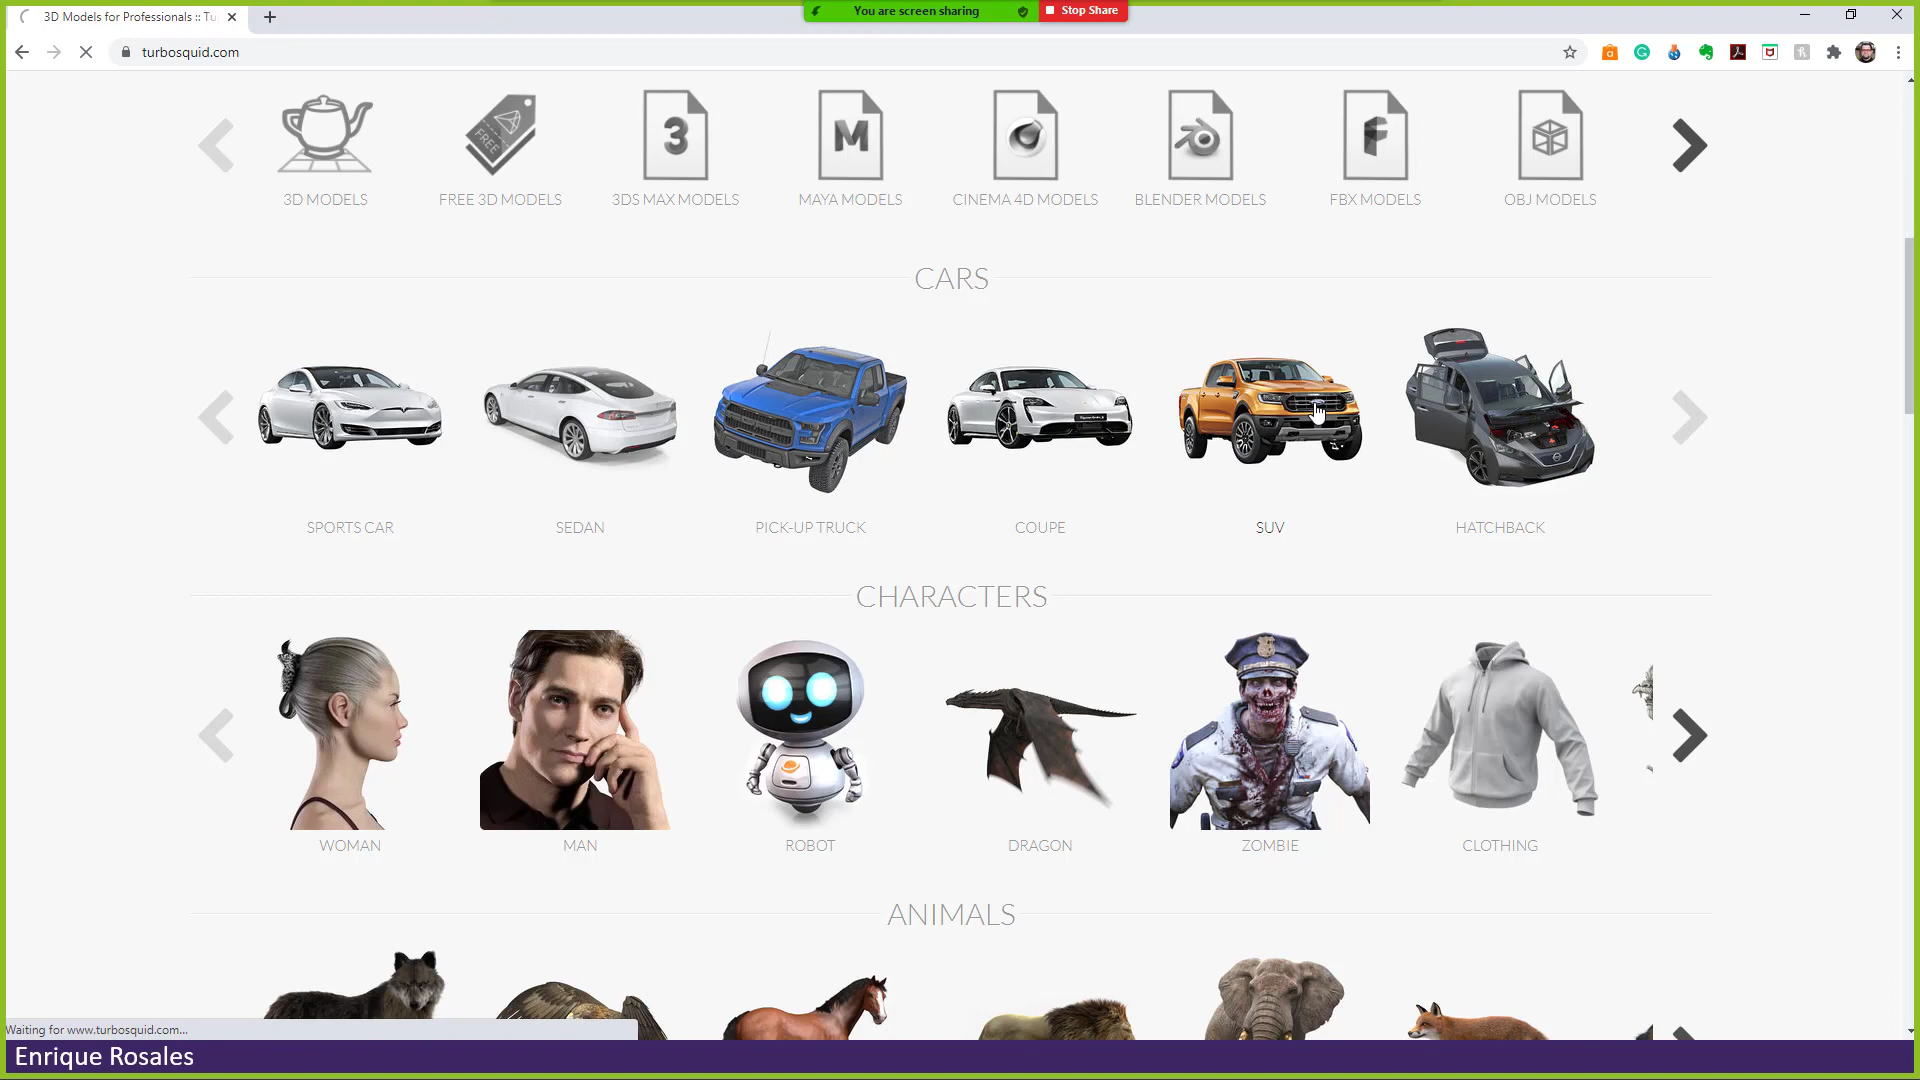 3D Models for Professionals :: Tu
You are screen sharing
Stop Share
turbosquid.com
FREE
3
M
F
3D MODELS
FREE 3D MODELS
3DS MAX MODELS
MAYA MODELS
CINEMA 4D MODELS
BLENDER MODELS
FBX MODELS
OBJ MODELS
CARS
SPORTS CAR
SEDAN
PICK-UP TRUCK
COUPE
SUV
HATCHBACK
CHARACTERS
WOMAN
MAN
ROBOT
DRAGON
ZOMBIE
CLOTHING
ANIMALS
Waiting for www.turbosquid.com...
Enrique Rosales